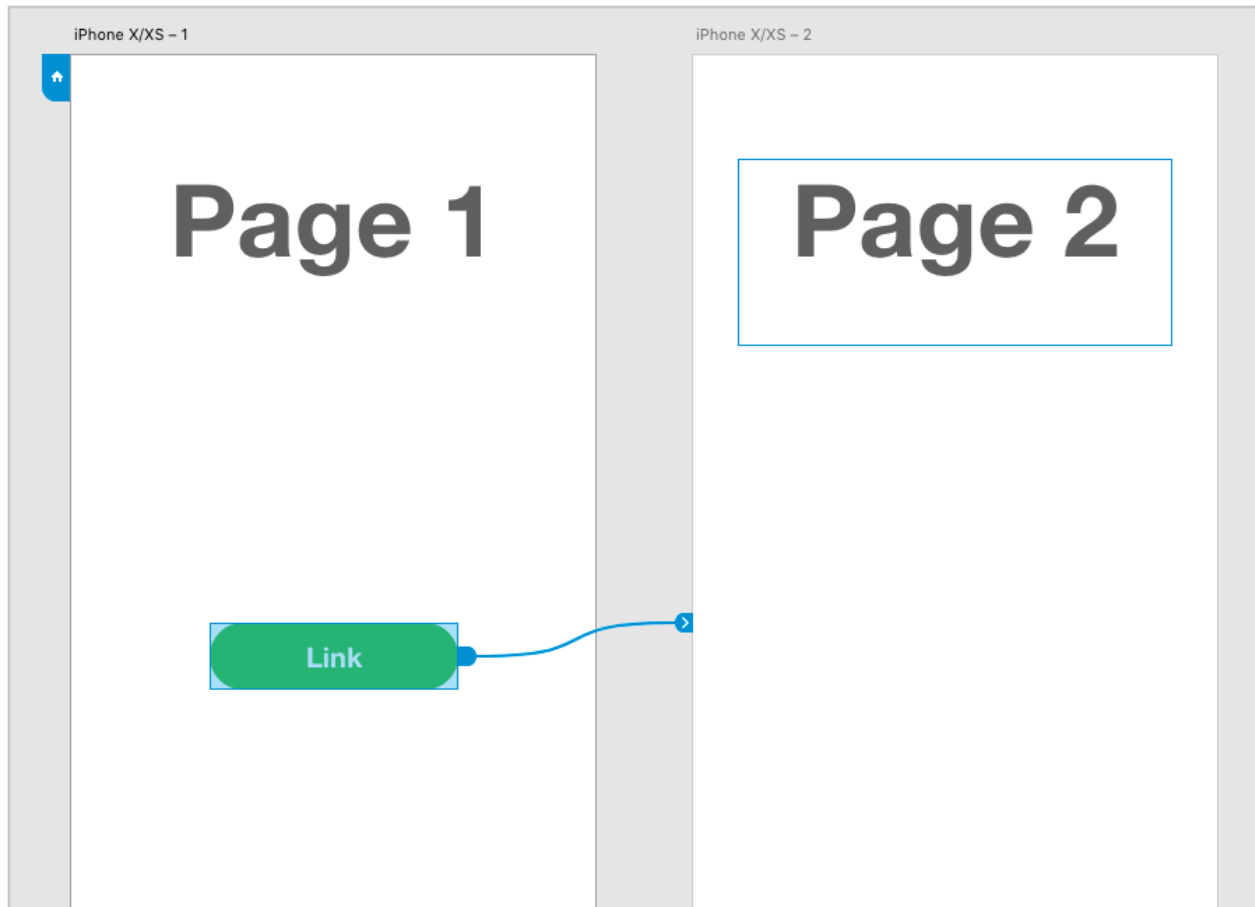 iPhone X/XS – 1
iPhone X/XS – 2
Page 1
Page 2
Link